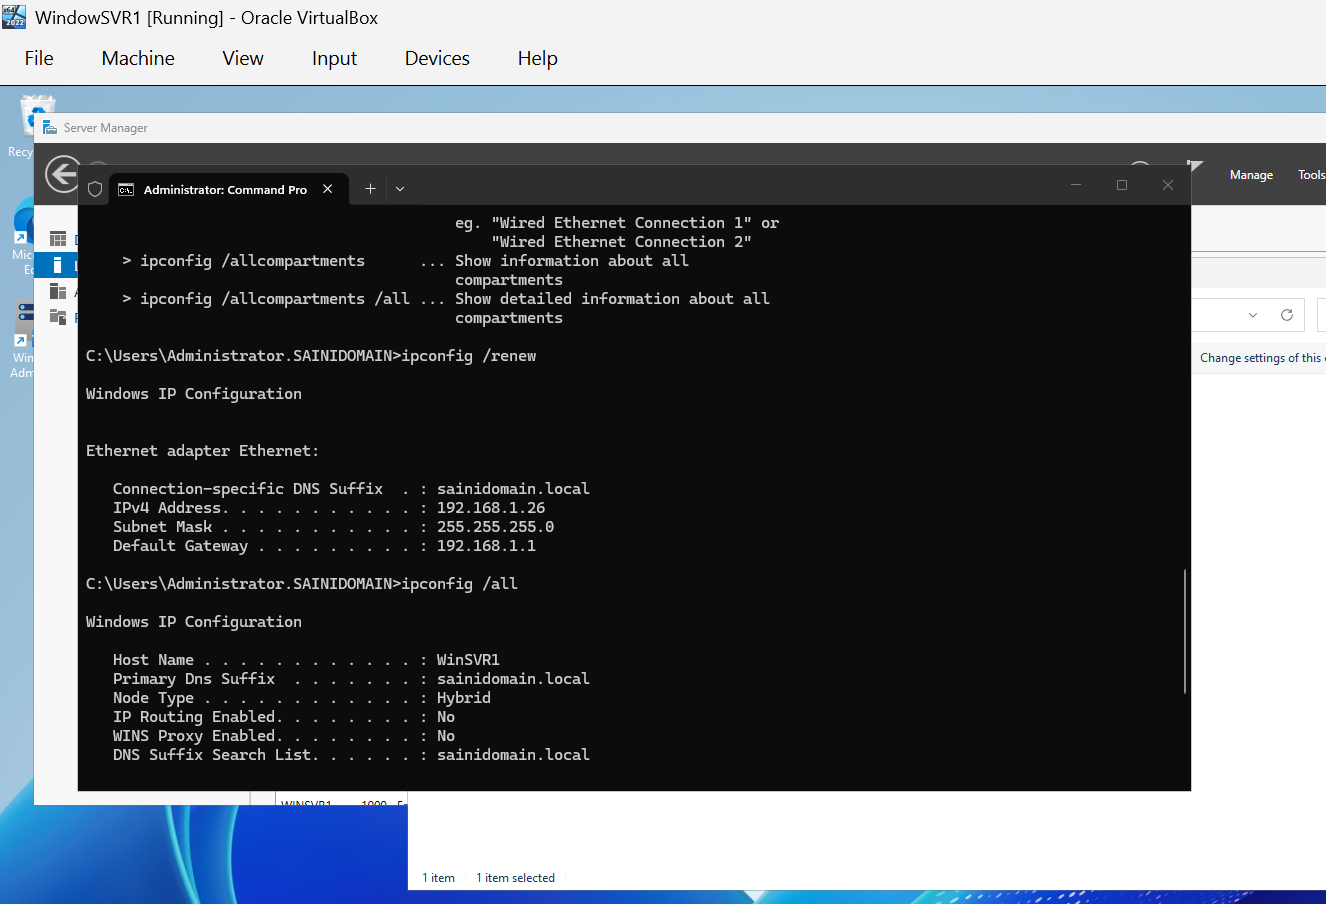 WindowSVR1 [Running] - Oracle VirtualBox
File Machine View Input Devices Help
Server Manager
Manage Tools
Administrator: Command Pro
eg. "Wired Ethernet Connection 1" or
"Wired Ethernet Connection 2"
> ipconfig /allcompartments ... Show information about all
compartments
> ipconfig /allcompartments /all ... Show detailed information about all
compartments
C:\Users\Administrator.SAINIDOMAIN>ipconfig /renew
Windows IP Configuration
Ethernet adapter Ethernet:
Connection-specific DNS Suffix . : sainidomain.local
IPv4 Address. . . . . . . . . . . : 192.168.1.26
Subnet Mask . . . . . . . . . . . : 255.255.255.0
Default Gateway . . . . . . . . . : 192.168.1.1
C:\Users\Administrator.SAINIDOMAIN>ipconfig /all
Windows IP Configuration
Host Name . . . . . . . . . . . . : WinSVR1
Primary Dns Suffix . . . . . . . : sainidomain.local
Node Type . . . . . . . . . . . . : Hybrid
IP Routing Enabled. . . . . . . . : No
WINS Proxy Enabled. . . . . . . . : No
DNS Suffix Search List. . . . . . : sainidomain.local
Change settings of this
Recy
Mic
Win
Adm
WINSVR1 1000
1 item 1 item selected